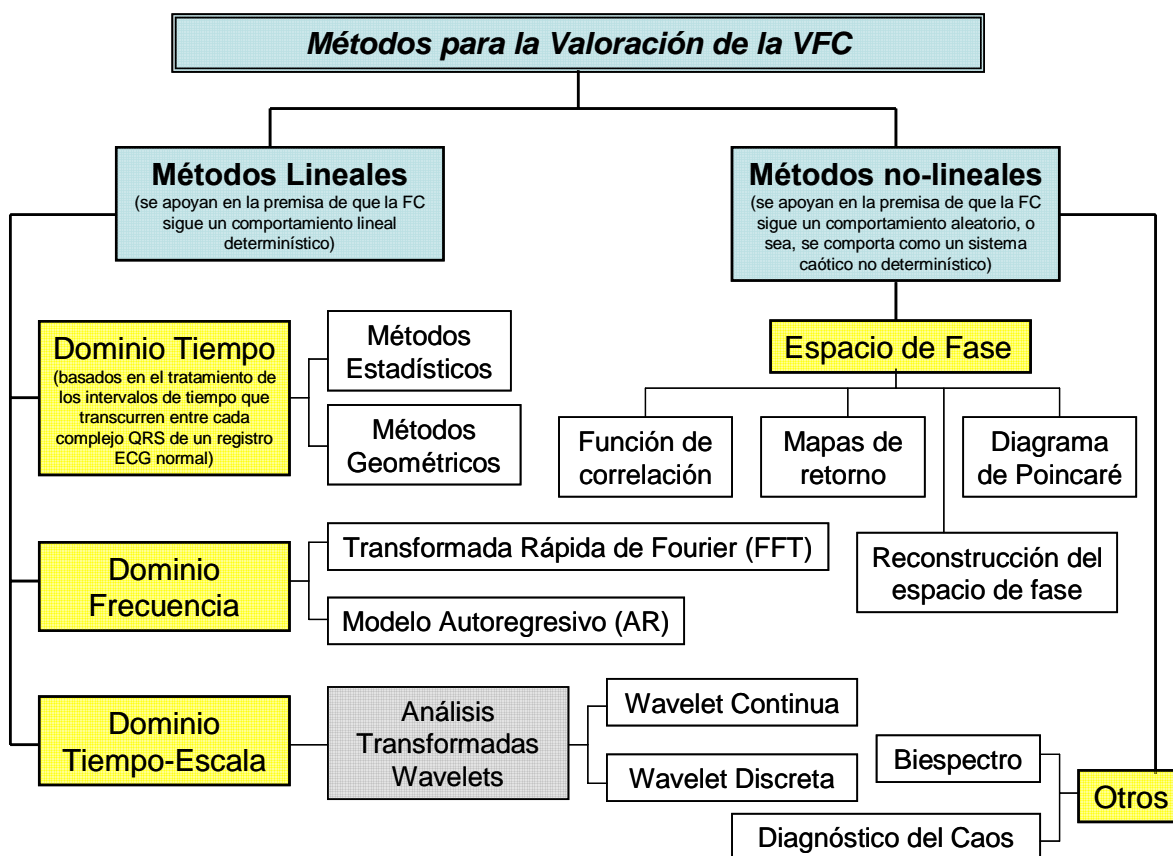 Métodos para la Valoración de la VFC
Métodos Lineales
(se apoyan en la premisa de que la FC
sigue un comportamiento lineal
determinístico)
Métodos no-lineales
(se apoyan en la premisa de que la FC
sigue un comportamiento aleatorio, o
sea, se comporta como un sistema
caótico no determinístico)
Dominio Tiempo
(basados en el tratamiento de
los intervalos de tiempo que
transcurren entre cada
complejo QRS de un registro
ECG normal)
Métodos
Estadísticos
Métodos
Geométricos
Espacio de Fase
Función de
correlación
Mapas de
retorno
Diagrama
de Poincaré
Reconstrucción del
espacio de fase
Dominio
Frecuencia
Transformada Rápida de Fourier (FFT)
Modelo Autoregresivo (AR)
Dominio
Tiempo-Escala
Análisis
Transformadas
Wavelets
Wavelet Continua
Wavelet Discreta
Biespectro
Diagnóstico del Caos
Otros